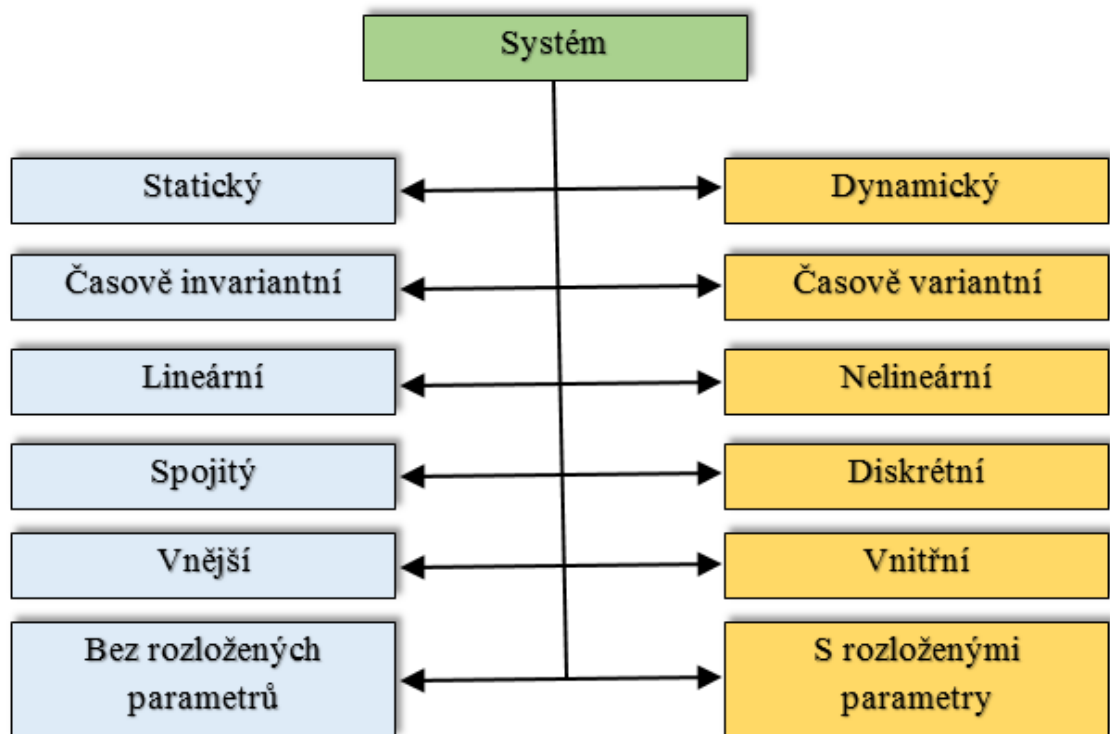 Systém
Statický
Dynamický
Časově invariantní
Časově variantní
Lineární
Nelineární
Spojitý
Diskrétní
Vnější
Vnitřní
Bez rozložených
parametrů
S rozloženými
parametry